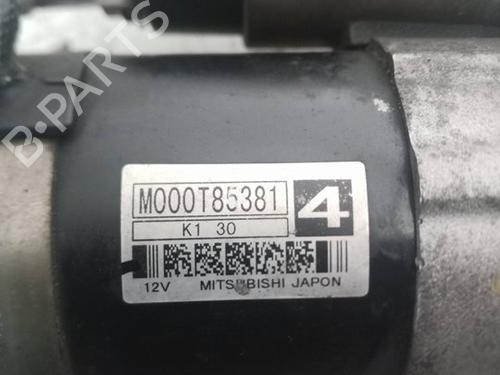 B-PARTS
M000T85381
4
K1 30
12V MITSUBISHI JAPON